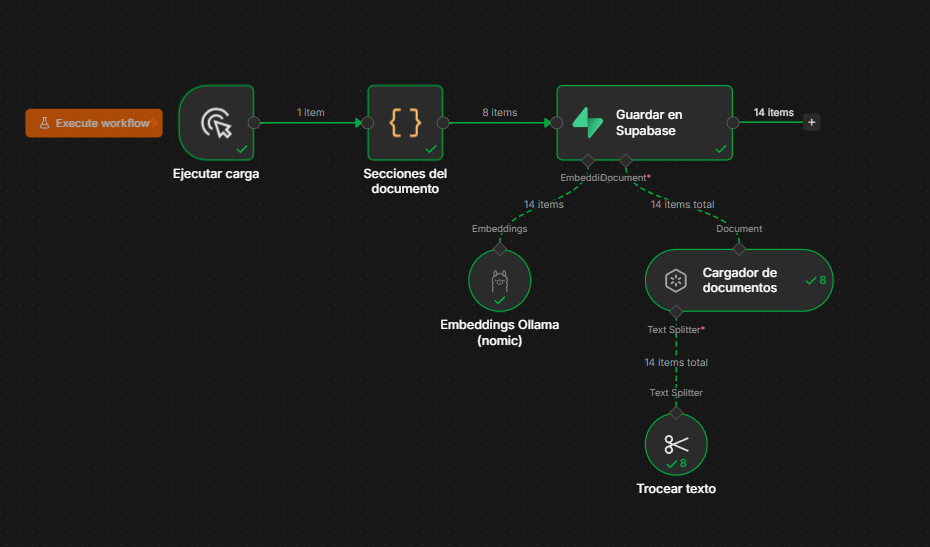 Execute workflow
1 item
8 items
14 items
Guardar en
Supabase
Ejecutar carga
Secciones del
documento
EmbeddiDocument*
14 items
14 items total
Embeddings
Document
Cargador de
documentos
8
Embeddings Ollama
(nomic)
Text Splitter*
14 items total
Text Splitter
8
Trocear texto